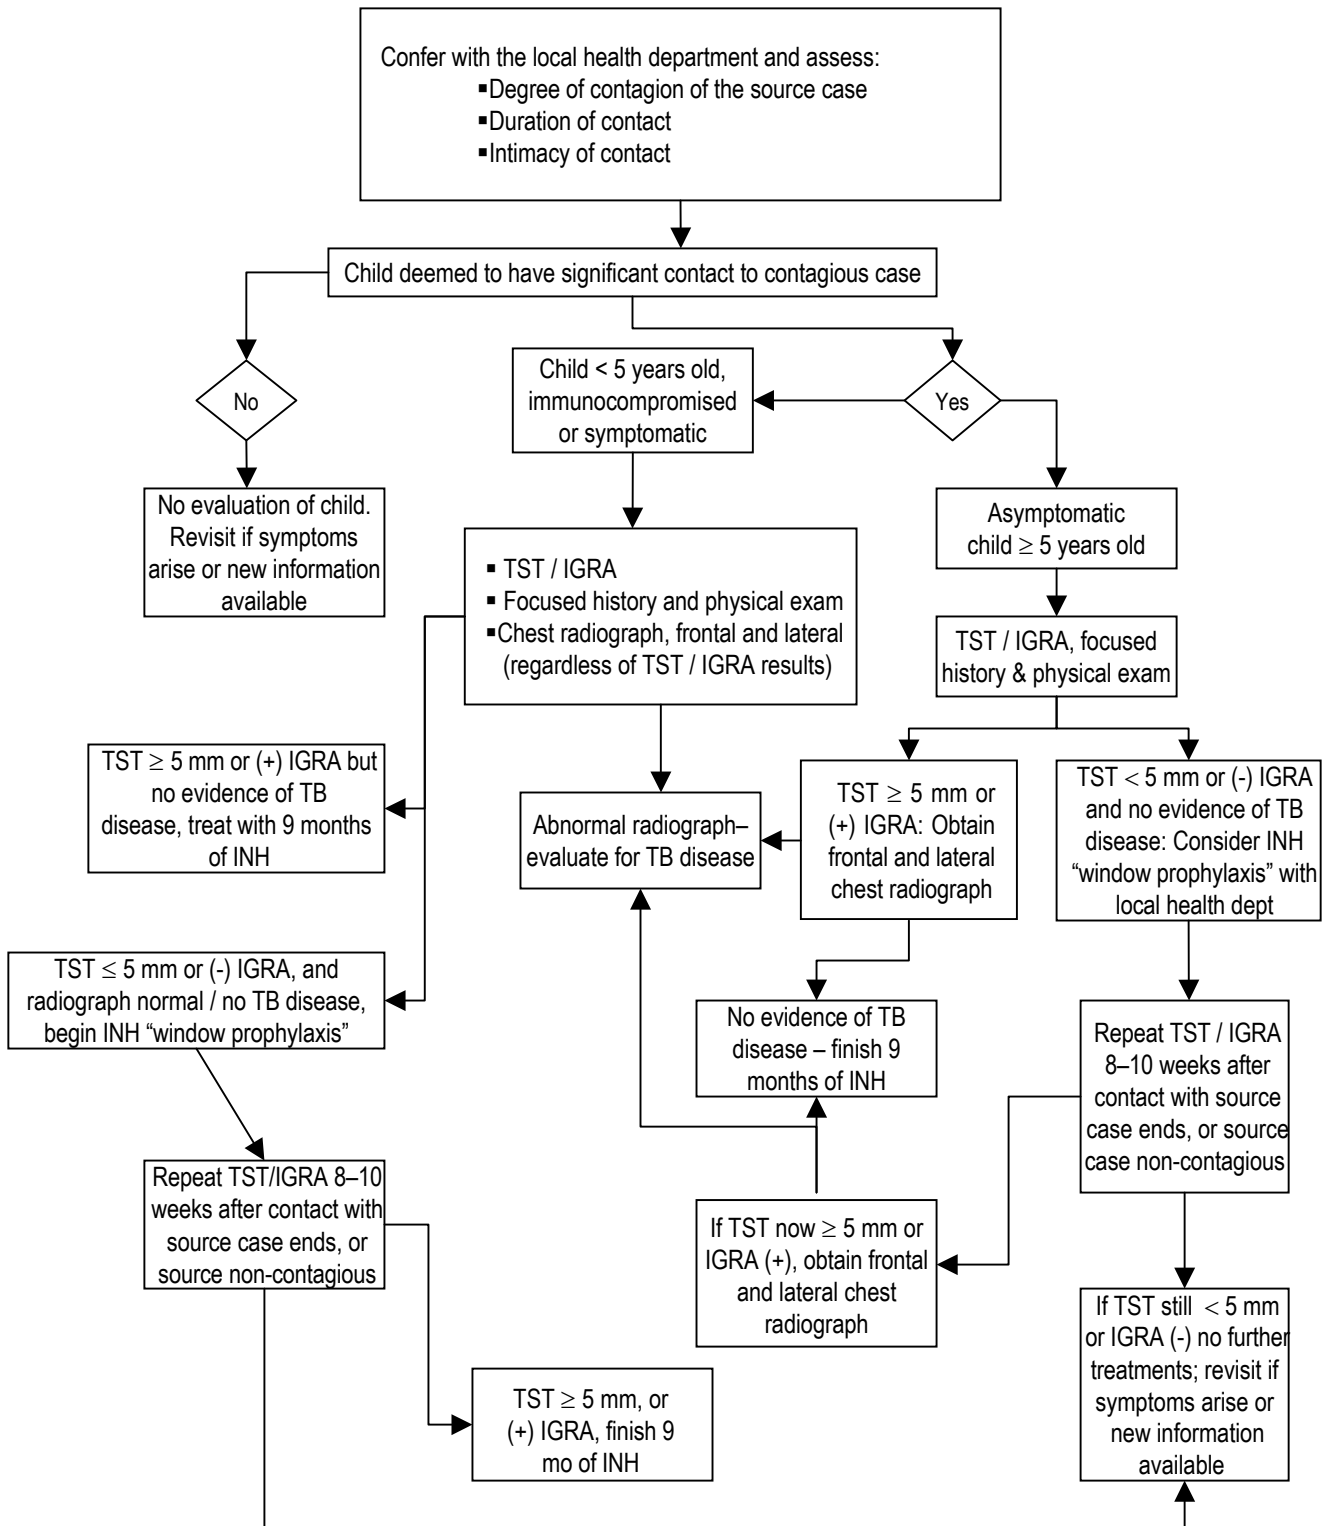 Confer with the local health department and assess:
▪Degree of contagion of the source case
▪Duration of contact
▪Intimacy of contact
Child deemed to have significant contact to contagious case
No
Child < 5 years old,
immunocompromised
or symptomatic
Yes
No evaluation of child.
Revisit if symptoms
arise or new information
available
Asymptomatic
child ≥ 5 years old
▪ TST / IGRA
▪ Focused history and physical exam
▪Chest radiograph, frontal and lateral
(regardless of TST / IGRA results)
TST / IGRA, focused
history & physical exam
TST ≥ 5 mm or (+) IGRA but
no evidence of TB
disease, treat with 9 months
of INH
Abnormal radiograph–
evaluate for TB disease
TST ≥ 5 mm or
(+) IGRA: Obtain
frontal and lateral
chest radiograph
TST < 5 mm or (-) IGRA
and no evidence of TB
disease: Consider INH
“window prophylaxis” with
local health dept
TST ≤ 5 mm or (-) IGRA, and
radiograph normal / no TB disease,
begin INH “window prophylaxis”
No evidence of TB
disease – finish 9
months of INH
Repeat TST / IGRA
8–10 weeks after
contact with source
case ends, or source
case non-contagious
Repeat TST/IGRA 8–10
weeks after contact with
source case ends, or
source non-contagious
If TST now ≥ 5 mm or
IGRA (+), obtain frontal
and lateral chest
radiograph
If TST still < 5 mm
or IGRA (-) no further
treatments; revisit if
symptoms arise or
new information
available
TST ≥ 5 mm, or
(+) IGRA, finish 9
mo of INH